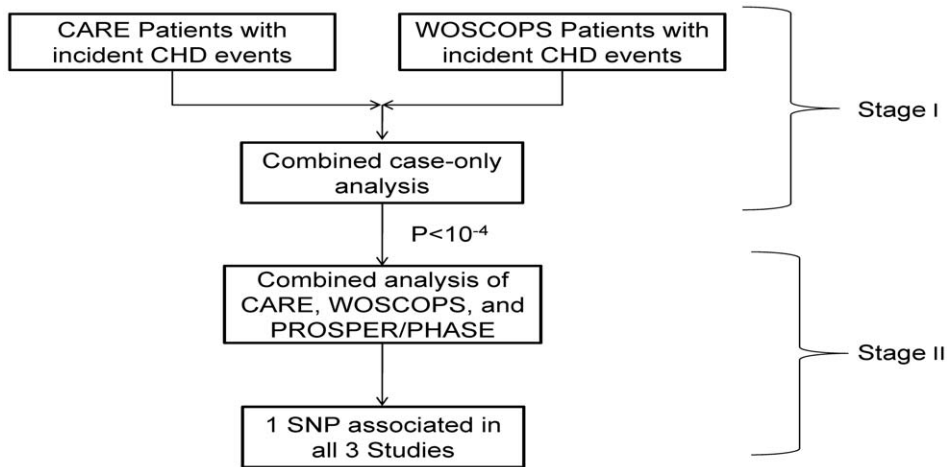 CARE Patients with
incident CHD events
WOSCOPS Patients with
incident CHD events
Stage I
Combined case-only
analysis
P<10⁻⁴
Combined analysis of
CARE, WOSCOPS, and
PROSPER/PHASE
Stage II
1 SNP associated in
all 3 Studies